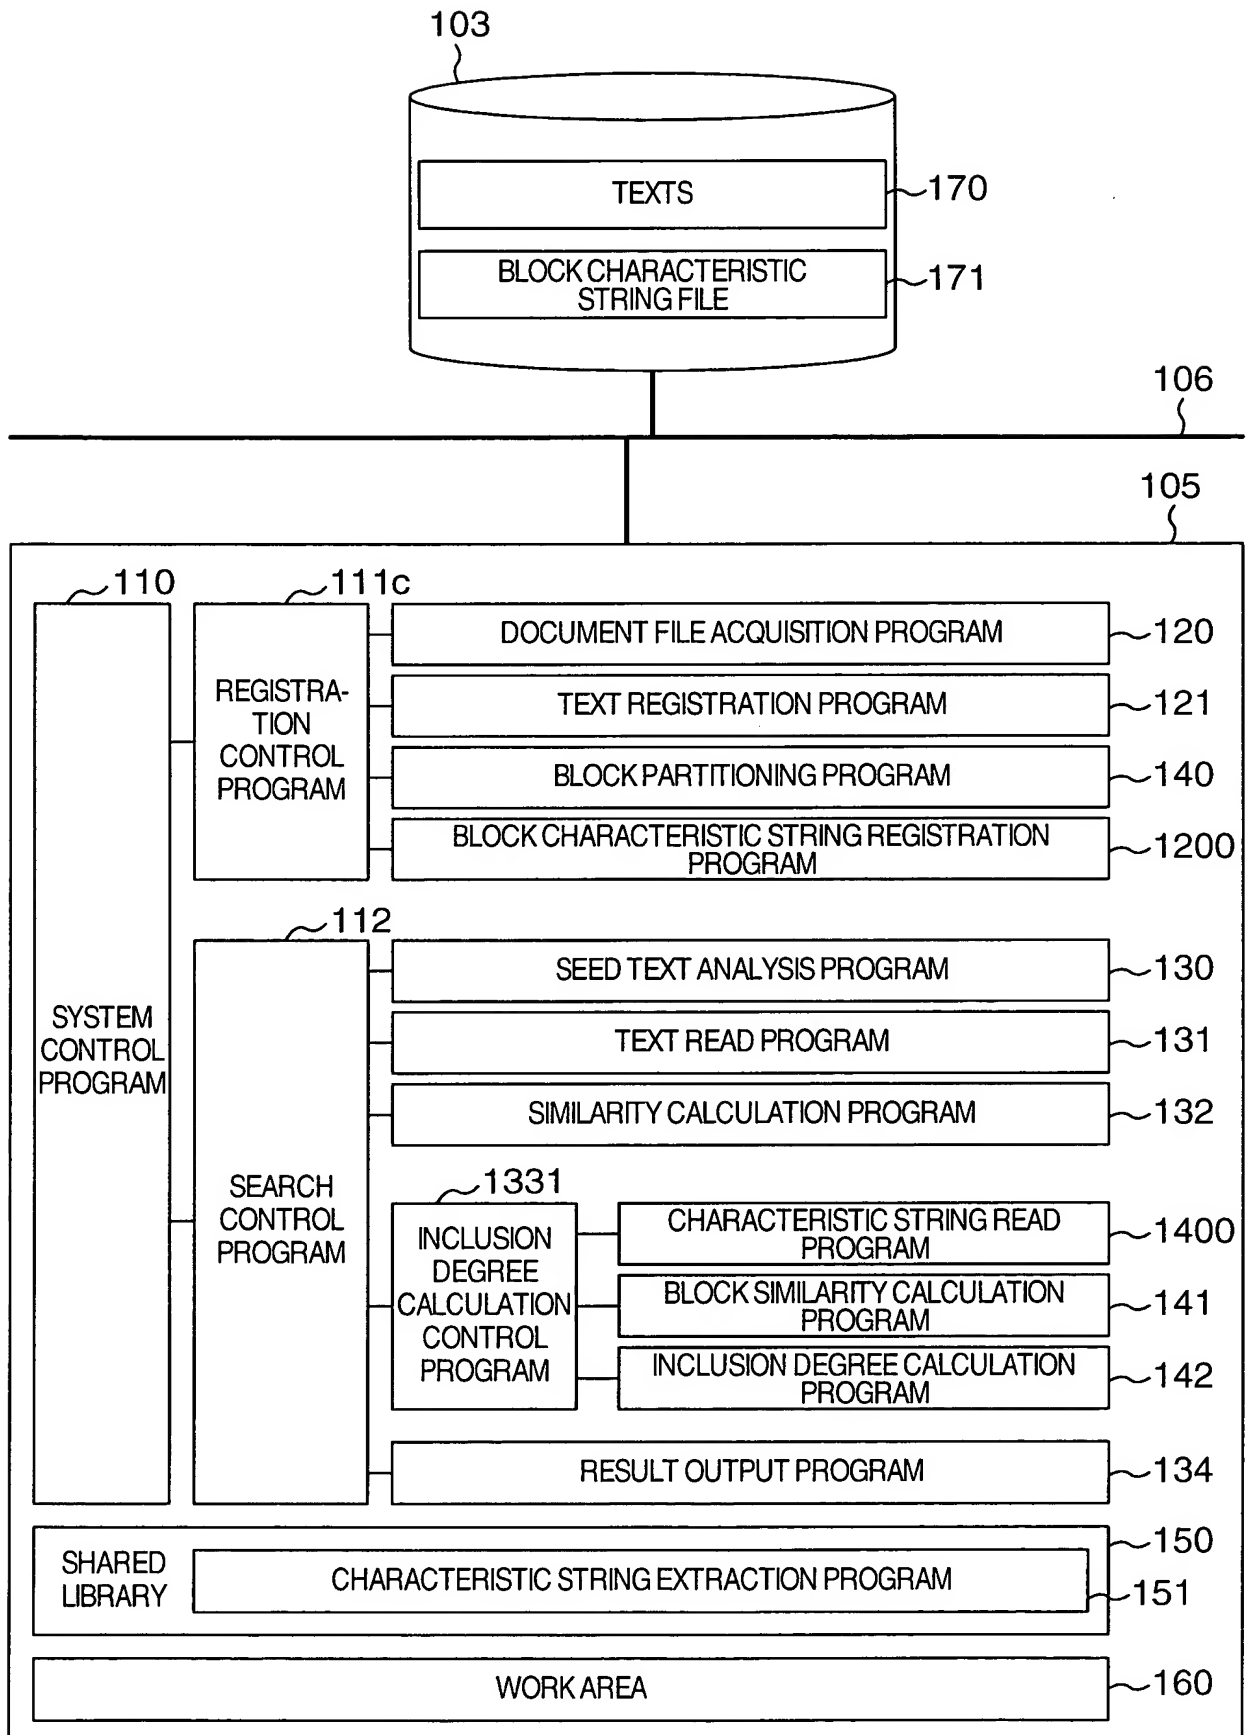 103
TEXTS
170
BLOCK CHARACTERISTIC
STRING FILE
171
106
105
110
111c
SYSTEM
CONTROL
PROGRAM
REGISTRA-
TION
CONTROL
PROGRAM
DOCUMENT FILE ACQUISITION PROGRAM
120
TEXT REGISTRATION PROGRAM
121
BLOCK PARTITIONING PROGRAM
140
BLOCK CHARACTERISTIC STRING REGISTRATION
PROGRAM
1200
112
SEARCH
CONTROL
PROGRAM
SEED TEXT ANALYSIS PROGRAM
130
TEXT READ PROGRAM
131
SIMILARITY CALCULATION PROGRAM
132
1331
INCLUSION
DEGREE
CALCULATION
CONTROL
PROGRAM
CHARACTERISTIC STRING READ
PROGRAM
1400
BLOCK SIMILARITY CALCULATION
PROGRAM
141
INCLUSION DEGREE CALCULATION
PROGRAM
142
RESULT OUTPUT PROGRAM
134
SHARED
LIBRARY
150
CHARACTERISTIC STRING EXTRACTION PROGRAM
151
WORK AREA
160